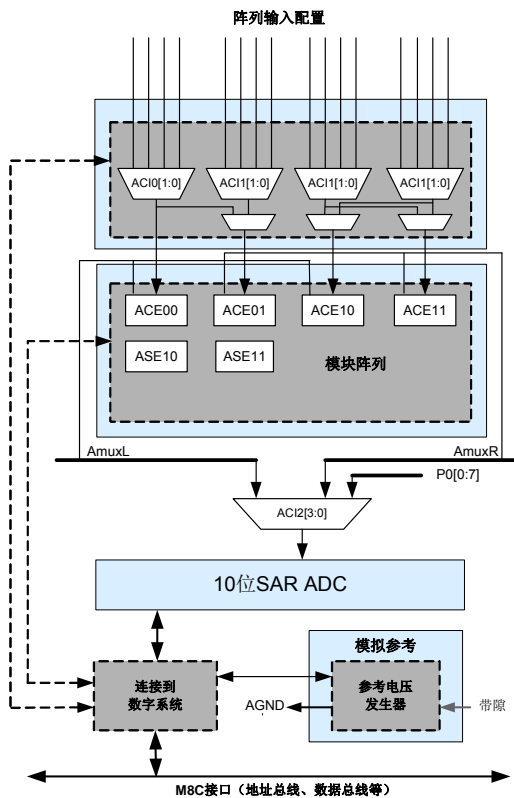 阵列输入配置
ACI0[1:0]
ACI1[1:0]
ACI1[1:0]
ACI1[1:0]
ACE00
ACE01
ACE10
ACE11
ASE10
ASE11
模块阵列
AmuxL
AmuxR
P0[0:7]
ACI2[3:0]
10位SAR ADC
模拟参考
连接到
数字系统
AGND
参考电压
发生器
带隙
M8C接口（地址总线、数据总线等）